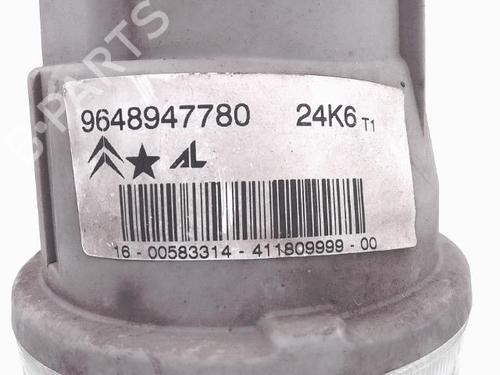 B-PARTS
9648947780 24K6 T1
AL
16 - 00583314 - 411809999 - 00